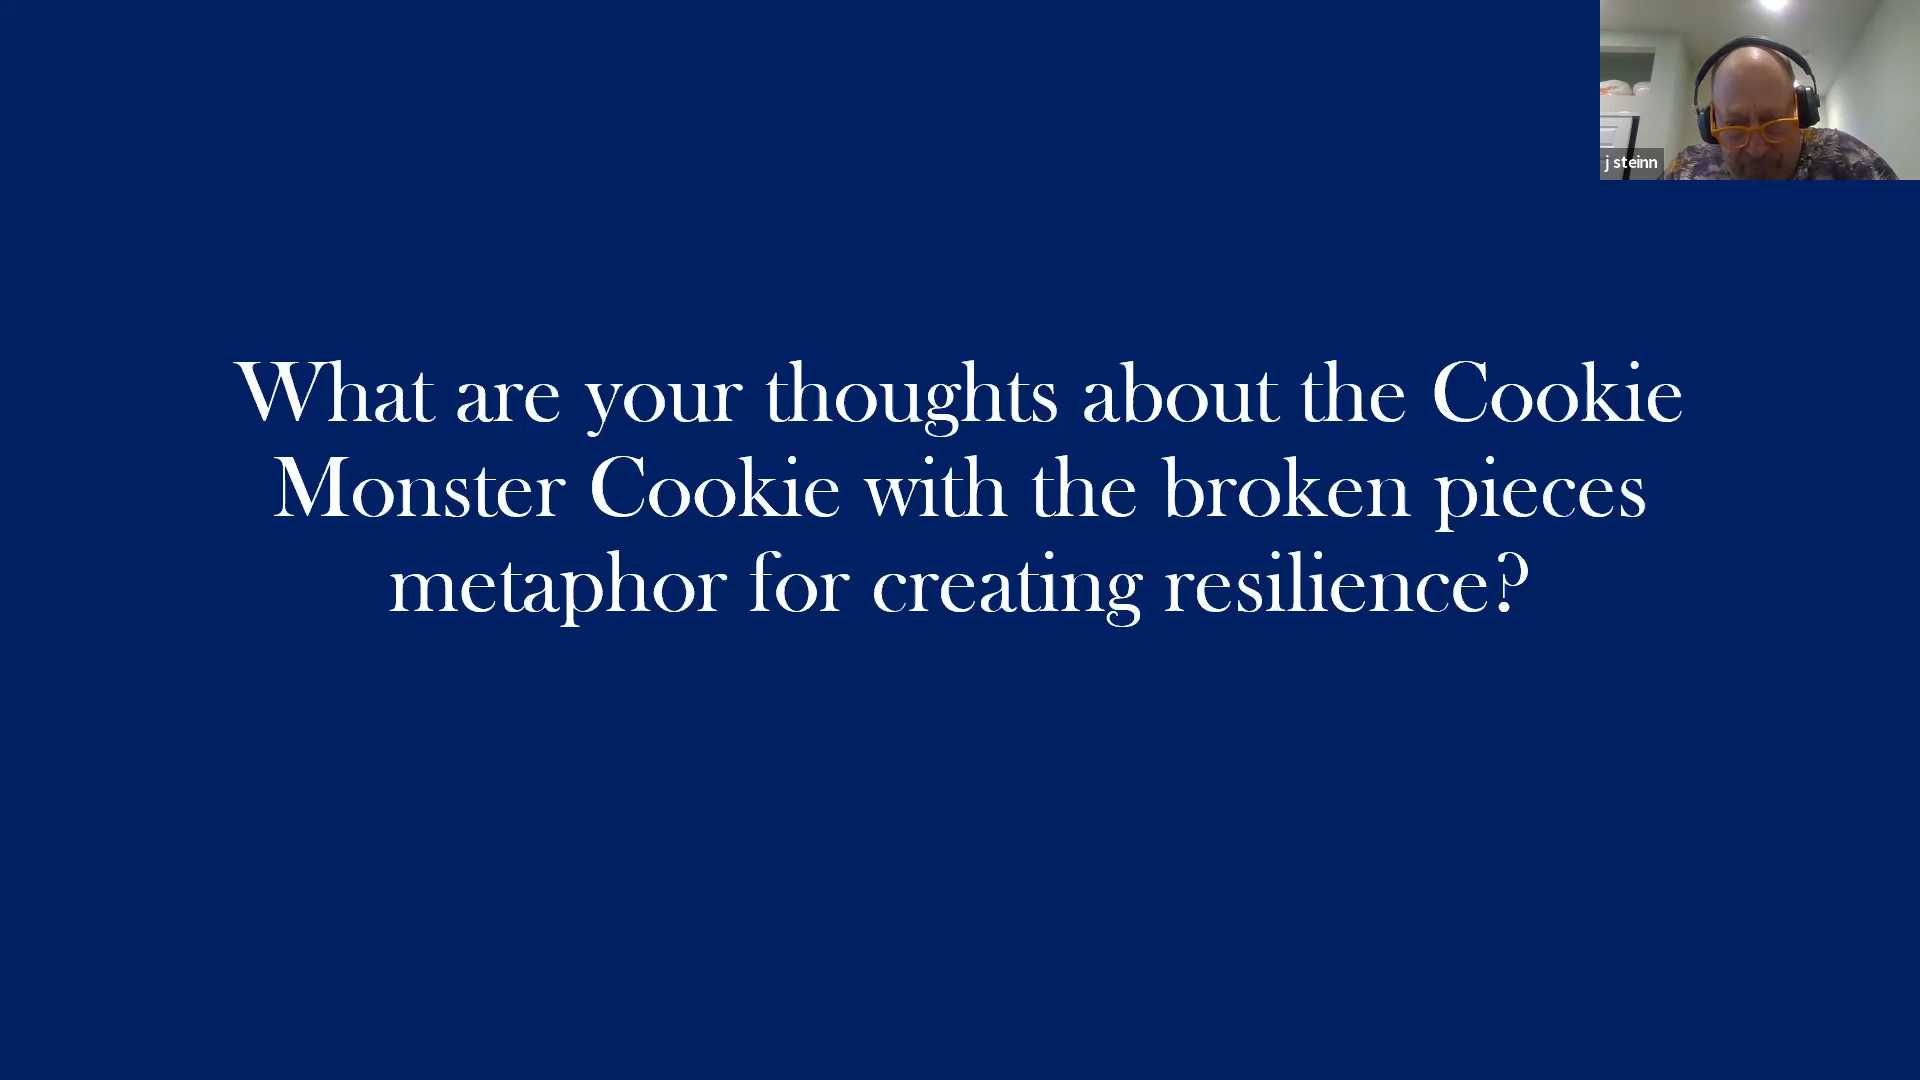 j steinn
What are your thoughts about the Cookie
Monster Cookie with the broken pieces
metaphor for creating resilience?